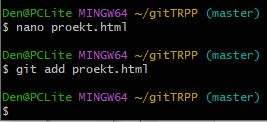 Den@PCLite MINGW64 ~/gitTRPP (master)
$ nano proekt.html
Den@PCLite MINGW64 ~/gitTRPP (master)
$ git add proekt.html
Den@PCLite MINGW64 ~/gitTRPP (master)
$